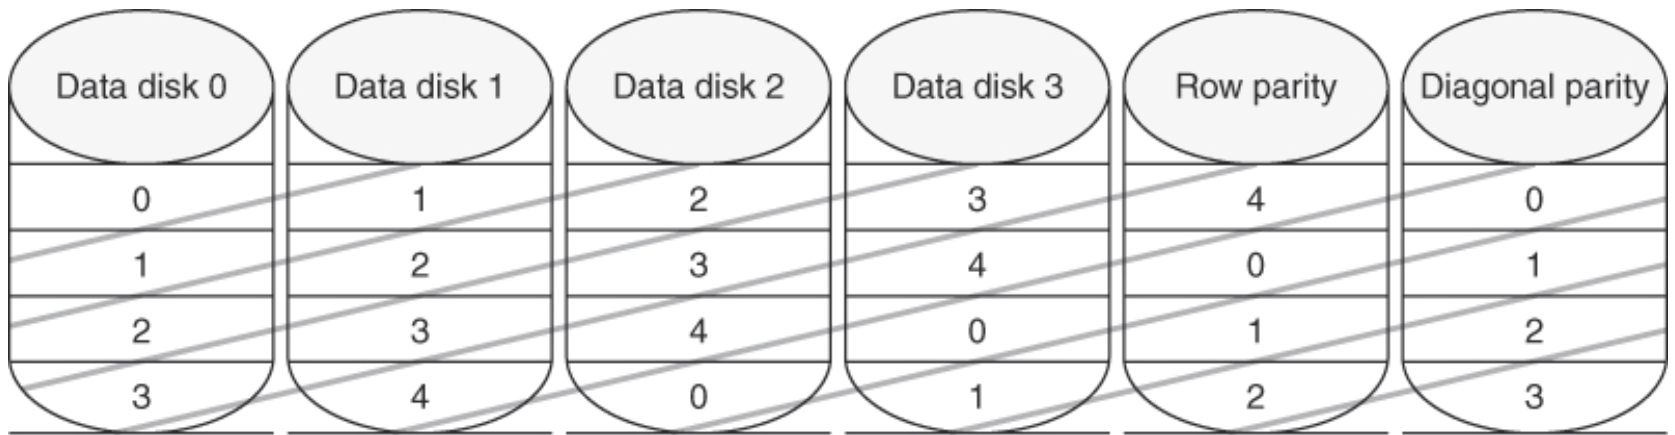 Data disk 0 Data disk 1 Data disk 2 Data disk 3 Row parity Diagonal parity
0 1 2 3 4 0
1 2 3 4 0 1
2 3 4 0 1 2
3 4 0 1 2 3